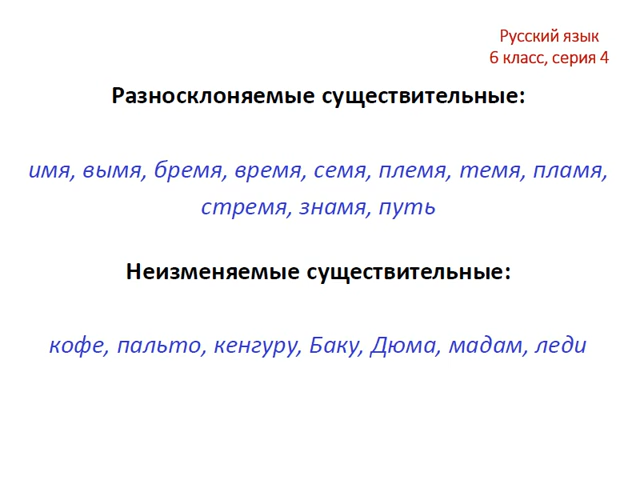 Русский язык
6 класс, серия 4
Разносклоняемые существительные:
имя, вымя, бремя, время, семя, племя, темя, пламя,
стремя, знамя, путь
Неизменяемые существительные:
кофе, пальто, кенгуру, Баку, Дюма, мадам, леди